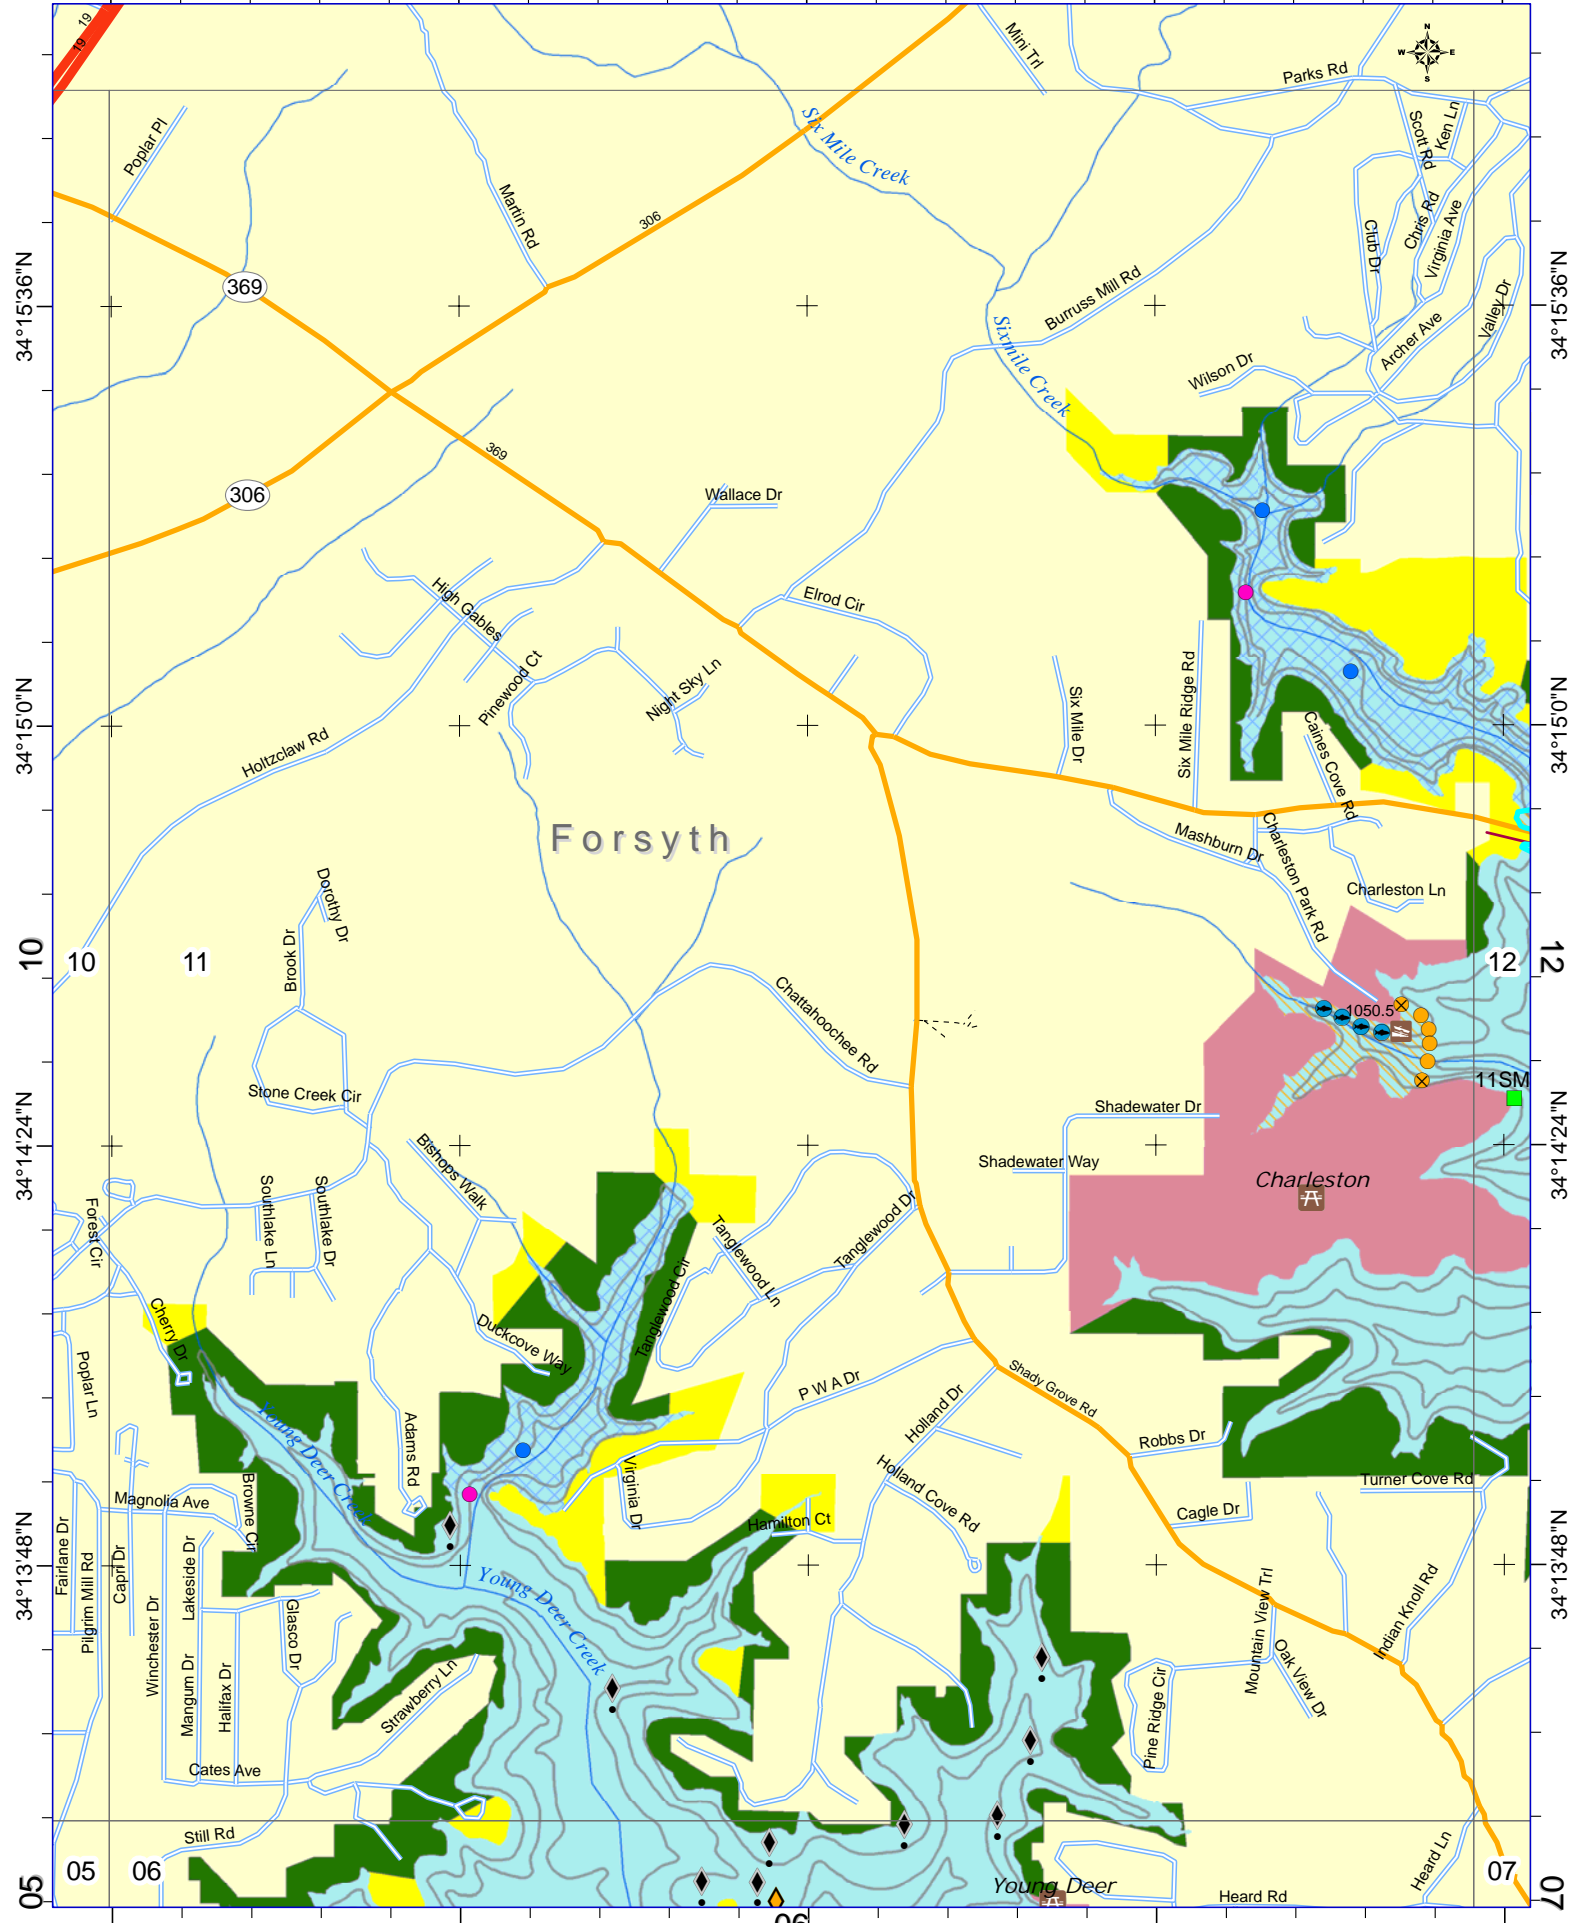 19
19
N
W E
S
Mini Trl
Parks Rd
Scott Rd
Ken Ln
Poplar Pl
Six Mile Creek
Martin Rd
306
Club Dr
Chris Rd
Virginia Ave
369
34°15'36"N
34°15'36"N
Burruss Mill Rd
Sixmile Creek
Valley Dr
Archer Ave
Wilson Dr
369
306
Wallace Dr
High Gables
Elrod Cir
Pinewood Ct
Night Sky Ln
Six Mile Dr
Six Mile Ridge Rd
34°15'0"N
34°15'0"N
Holtzclaw Rd
Caines Cove Rd
Forsyth
Mashburn Dr
Charleston Park Rd
Charleston Ln
Dorothy Dr
Brook Dr
10
10
11
12
12
Chattahoochee Rd
1050.5
11SM
Stone Creek Cir
Shadewater Dr
34°14'24"N
34°14'24"N
Bishops Walk
Shadewater Way
Charleston
Forest Cir
Southlake Ln
Southlake Dr
Tanglewood Ln
Tanglewood Dr
Tanglewood Cir
Cherry Dr
Duckcove Way
Poplar Ln
P W A Dr
Shady Grove Rd
Holland Dr
Young Deer Creek
Adams Rd
Robbs Dr
Turner Cove Rd
Browne Cir
Virginia Dr
Holland Cove Rd
Magnolia Ave
Cagle Dr
Hamilton Ct
34°13'48"N
34°13'48"N
Fairlane Dr
Pilgrim Mill Rd
Capri Dr
Lakeside Dr
Young Deer Creek
Winchester Dr
Glasco Dr
Mountain View Trl
Indian Knoll Rd
Mangum Dr
Halifax Dr
Strawberry Ln
Oak View Dr
Pine Ridge Cir
Cates Ave
Still Rd
05
05
06
07
07
Young Deer
Heard Rd
Heard Ln